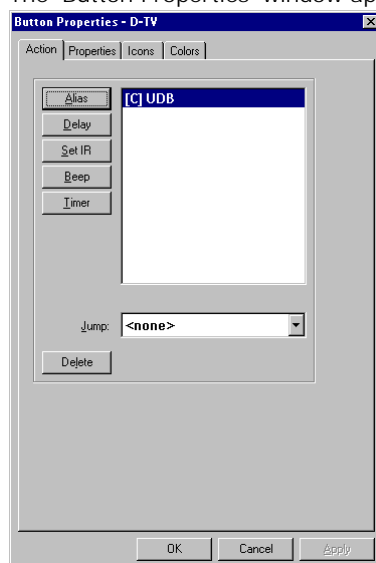 The "Button Properties" window ap
Button Properties - D-TV
Action Properties Icons Colors
Alias
[C] UDB
Delay
Set IR
Beep
Timer
Jump: <none>
Delete
OK Cancel Apply